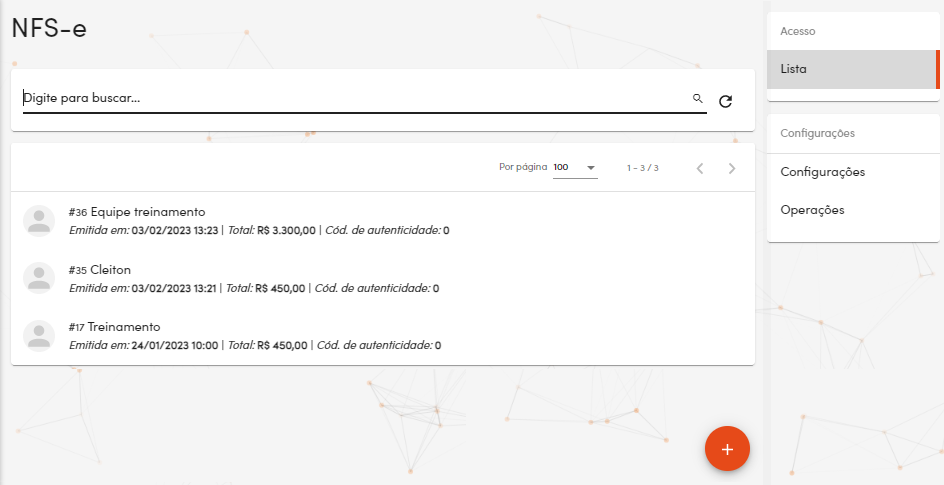 NFS-e
Digite para buscar...
Por página 100 1 - 3 / 3
#36 Equipe treinamento
Emitida em: 03/02/2023 13:23 | Total: R$ 3.300,00 | Cód. de autenticidade: 0
#35 Cleiton
Emitida em: 03/02/2023 13:21 | Total: R$ 450,00 | Cód. de autenticidade: 0
#17 Treinamento
Emitida em: 24/01/2023 10:00 | Total: R$ 450,00 | Cód. de autenticidade: 0
Acesso
Lista
Configurações
Configurações
Operações